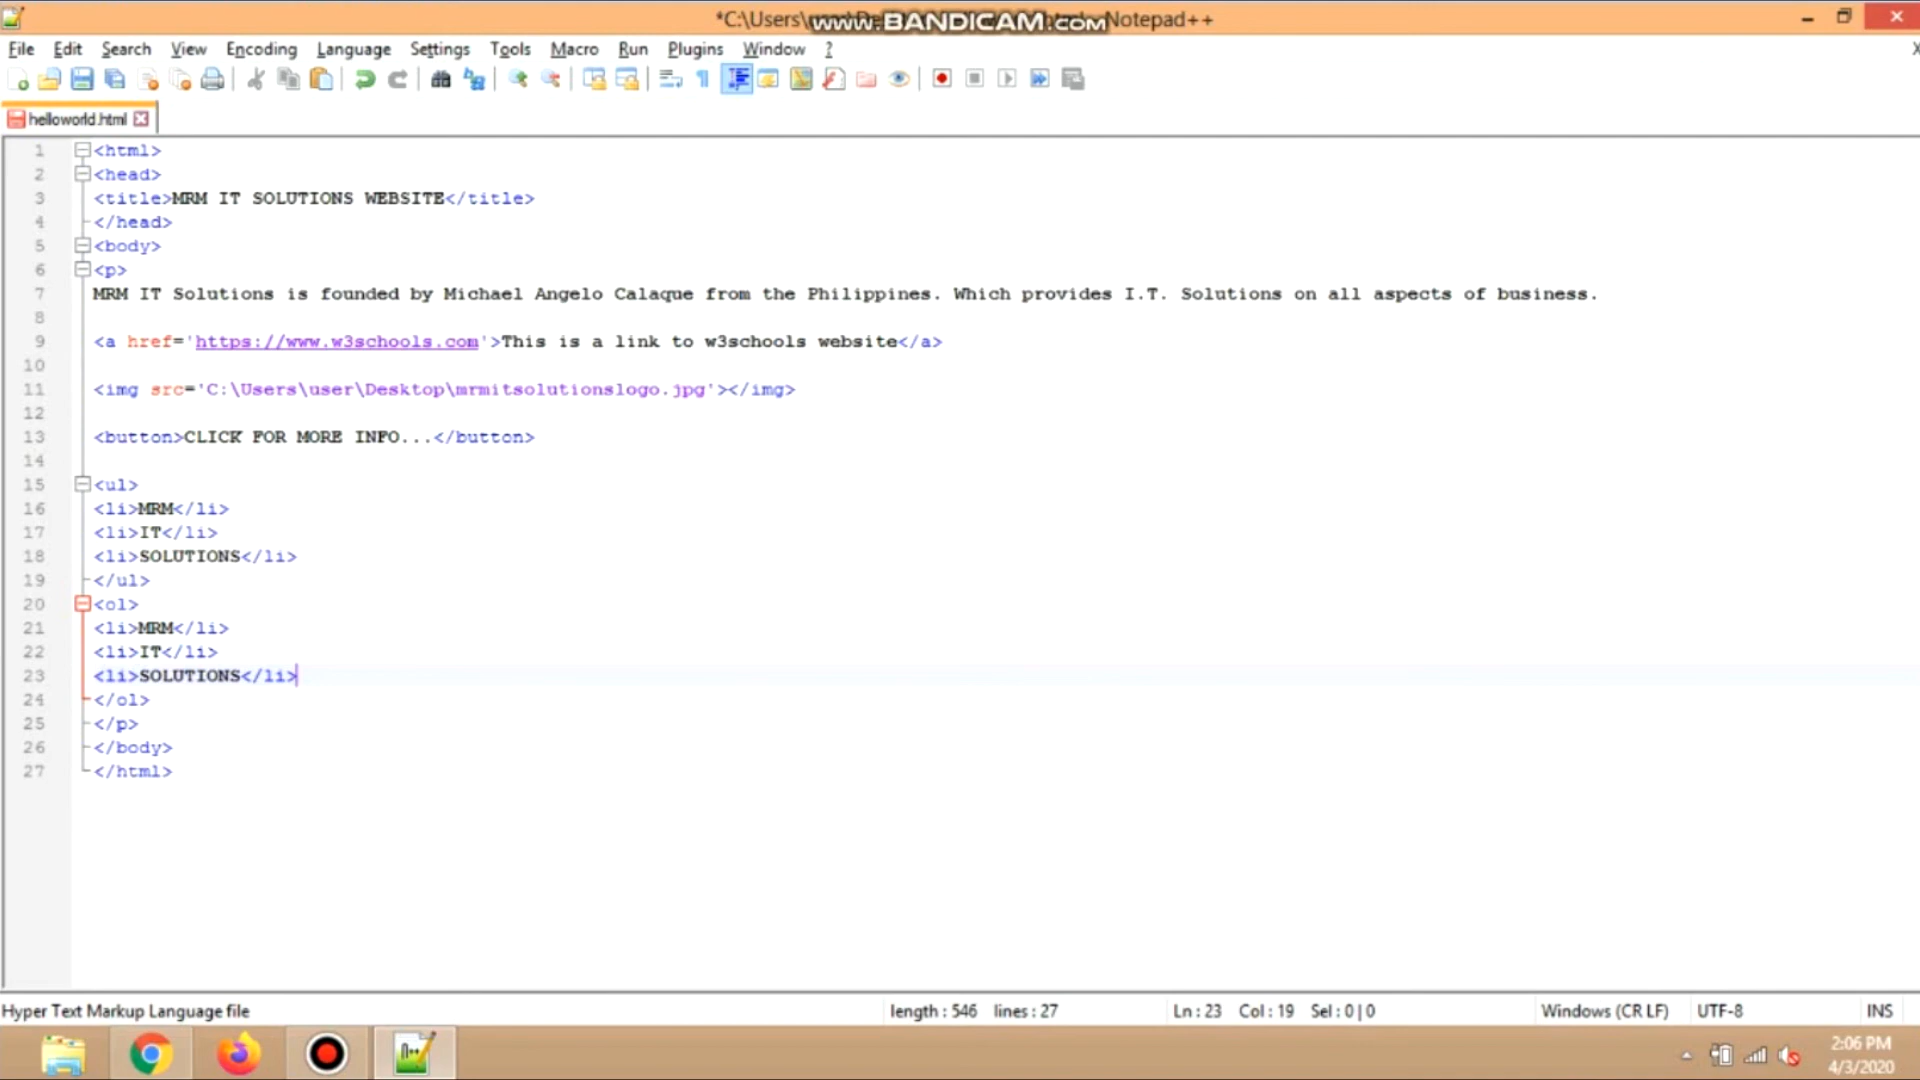 *C:\Users\
www.BANDICAM.com
Notepad++
File Edit Search View Encoding Language Settings Tools Macro Run Plugins Window ?
X
helloworld.html
1 <html>
2 <head>
3 <title>MRM IT SOLUTIONS WEBSITE</title>
4 </head>
5 <body>
6 <p>
7 MRM IT Solutions is founded by Michael Angelo Calaque from the Philippines. Which provides I.T. Solutions on all aspects of business.
8
9 <a href='https://www.w3schools.com'>This is a link to w3schools website</a>
10
11 <img src='C:\Users\user\Desktop\mrmitsolutionslogo.jpg'></img>
12
13 <button>CLICK FOR MORE INFO...</button>
14
15 <ul>
16 <li>MRM</li>
17 <li>IT</li>
18 <li>SOLUTIONS</li>
19 </ul>
20 <ol>
21 <li>MRM</li>
22 <li>IT</li>
23 <li>SOLUTIONS</li>
24 </ol>
25 </p>
26 </body>
27 </html>
Hyper Text Markup Language file length : 546 lines : 27 Ln : 23 Col : 19 Sel : 0 | 0 Windows (CR LF) UTF-8 INS
2:06 PM
4/3/2020